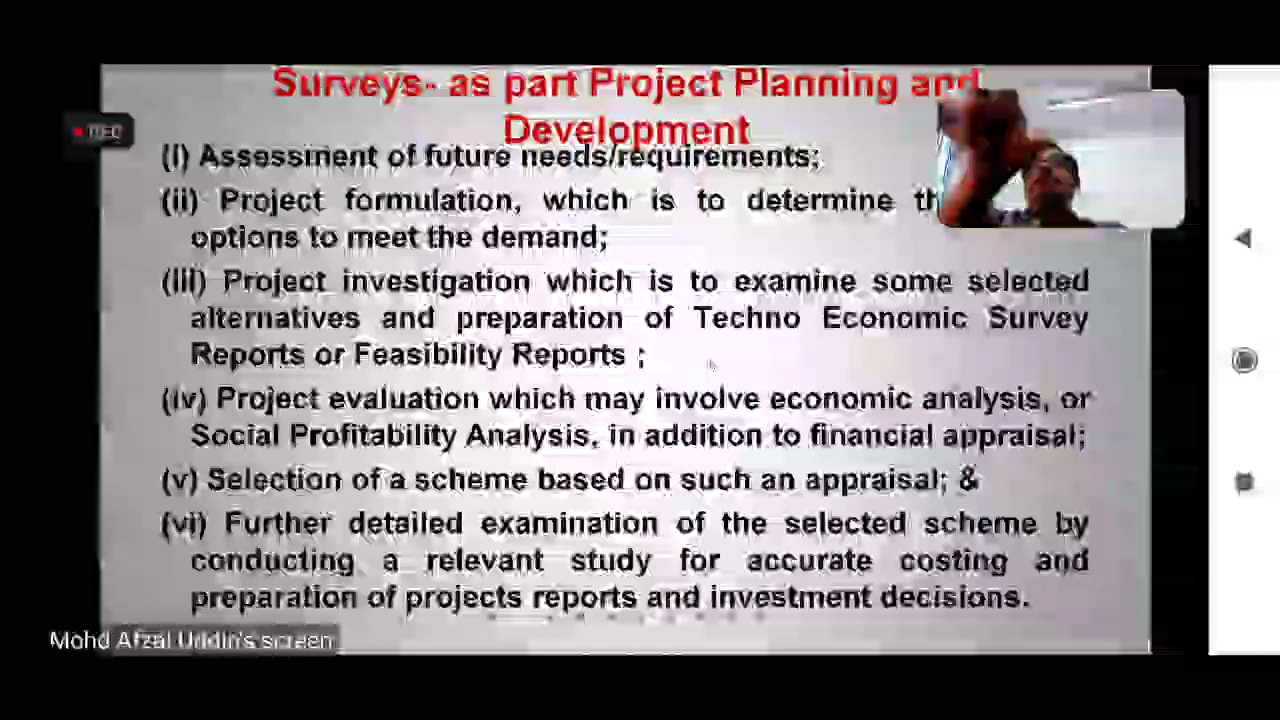 Surveys- as part Project Planning and
Development
REC
(i) Assessment of future needs/requirements;
(ii) Project formulation, which is to determine
options to meet the demand;
(iii) Project investigation which is to examine some selected
alternatives and preparation of Techno Economic Survey
Reports or Feasibility Reports ;
(iv) Project evaluation which may involve economic analysis, or
Social Profitability Analysis, in addition to financial appraisal;
(v) Selection of a scheme based on such an appraisal; &
(vi) Further detailed examination of the selected scheme by
conducting a relevant study for accurate costing and
preparation of projects reports and investment decisions.
Mohd Afzal Uddin's screen